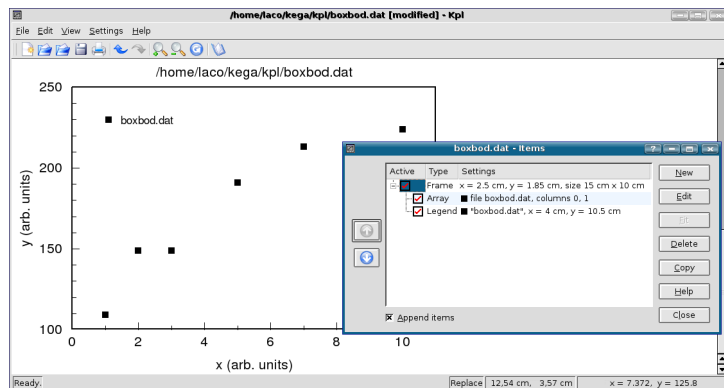 /home/laco/kega/kpl/boxbod.dat [modified] - Kpl
File Edit View Settings Help
/home/laco/kega/kpl/boxbod.dat
250
200
150
100
y (arb. units)
boxbod.dat
0 2 4 6 8 10
x (arb. units)
boxbod.dat - Items
Active Type Settings
Frame x = 2.5 cm, y = 1.85 cm, size 15 cm x 10 cm
Array file boxbod.dat, columns 0, 1
Legend "boxbod.dat", x = 4 cm, y = 10.5 cm
New
Edit
Fit
Delete
Copy
Help
Close
Append items
Ready. Replace 12,54 cm, 3,57 cm x = 7.372, y = 125.8